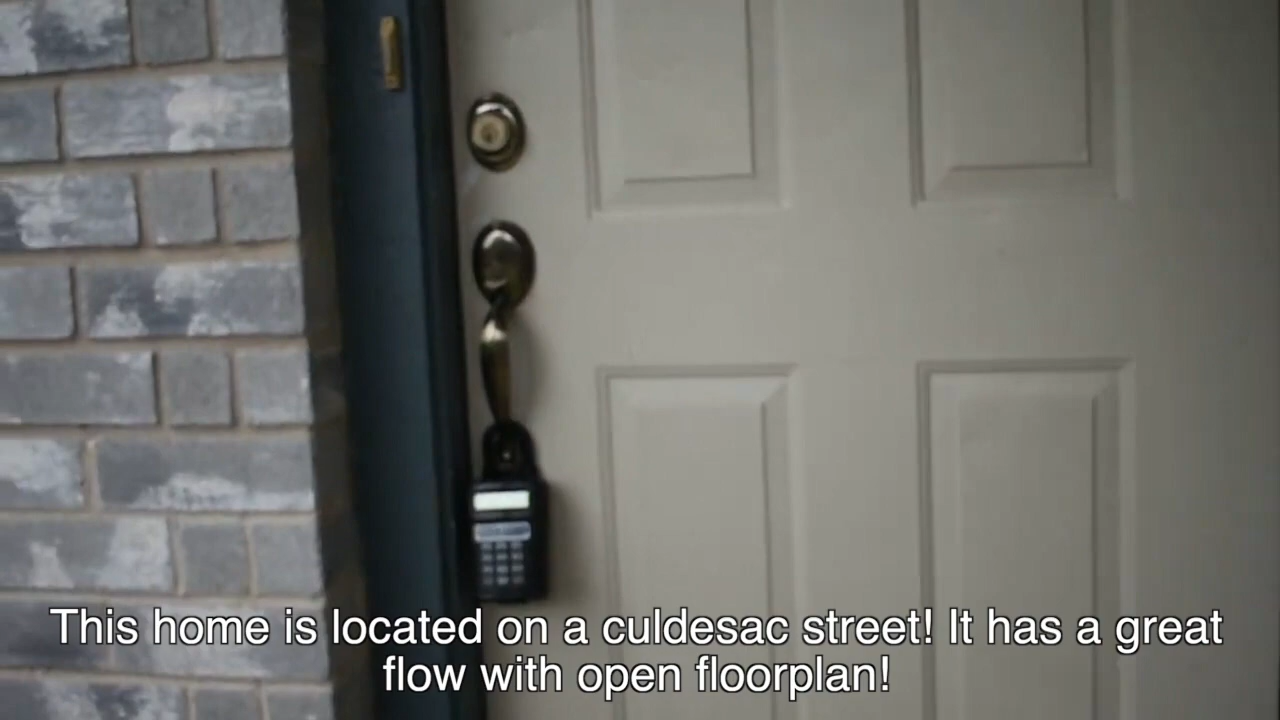 This home is located on a culdesac street! It has a great
flow with open floorplan!